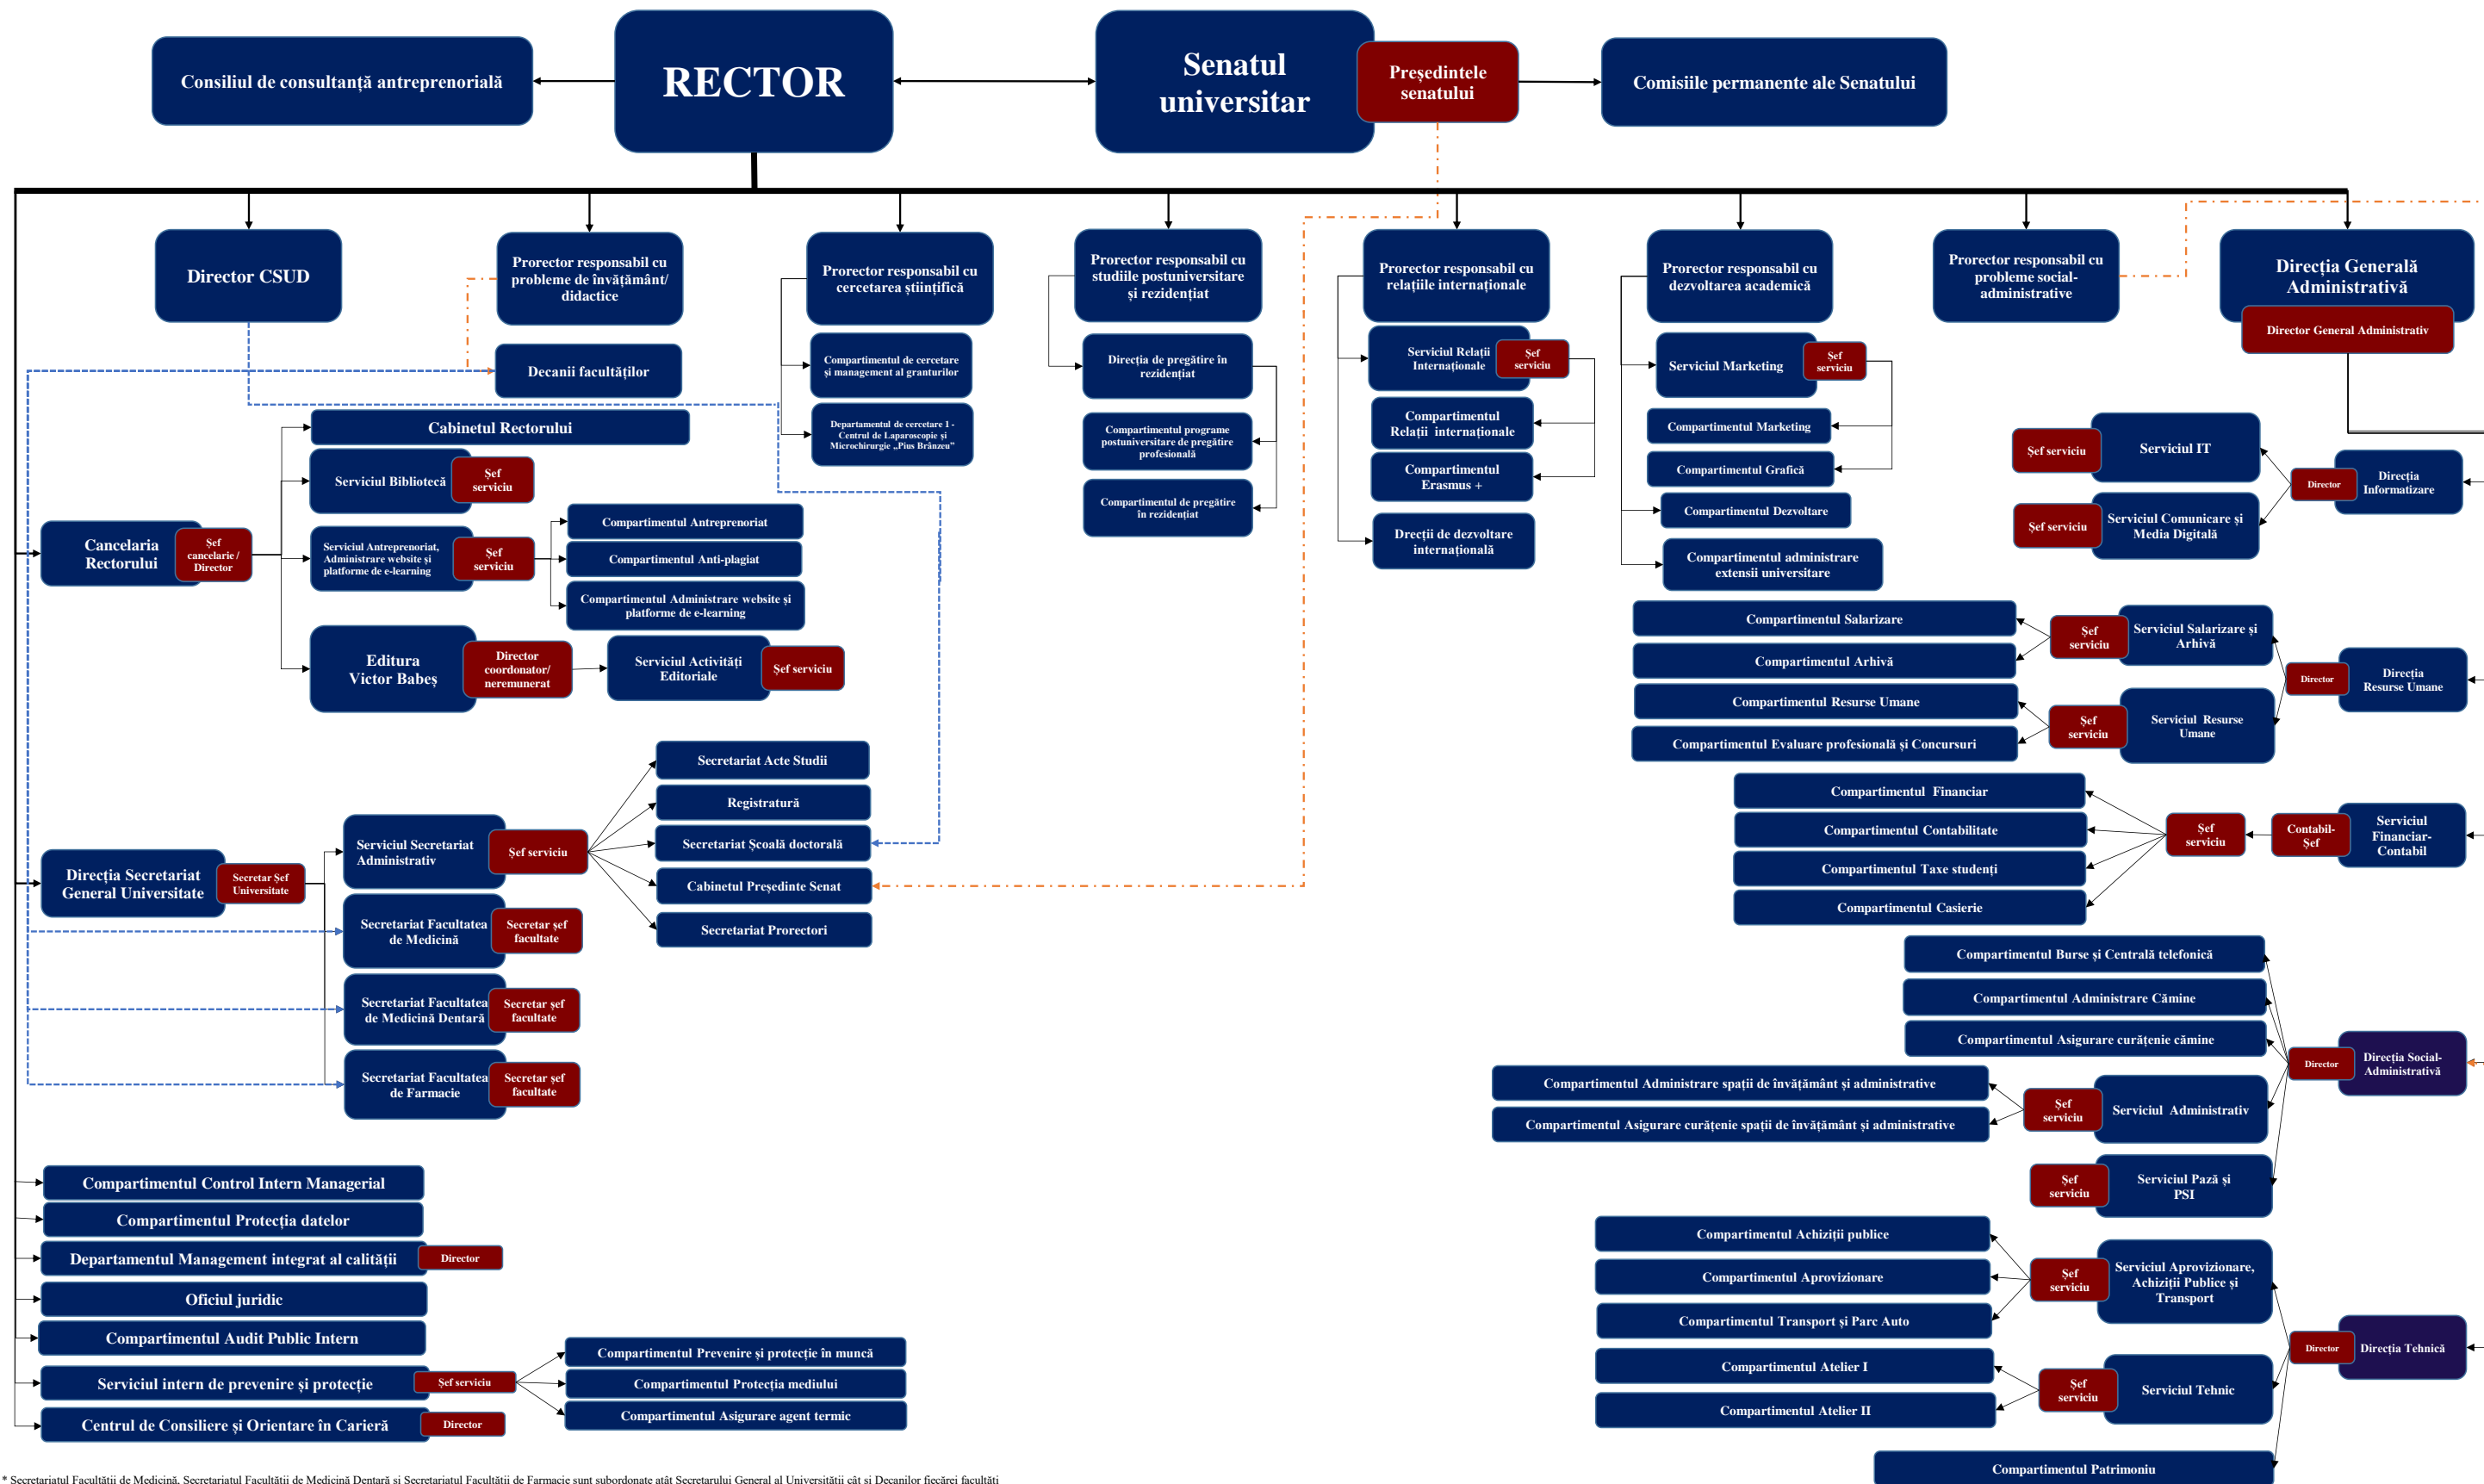 Consiliul de consultanță antreprenorială
RECTOR
Senatul
universitar
Președintele
senatului
Comisiile permanente ale Senatului
Director CSUD
Prorector responsabil cu
probleme de învățământ/
didactice
Decanii facultăților
Prorector responsabil cu
cercetarea științifică
Compartimentul de cercetare
și management al granturilor
Departamentul de cercetare 1 -
Centrul de Laparoscopie și
Microchirurgie „Pius Brânzeu”
Prorector responsabil cu
studiile postuniversitare
și rezidențiat
Direcția de pregătire în
rezidențiat
Compartimentul programe
postuniversitare de pregătire
profesională
Compartimentul de pregătire
în rezidențiat
Prorector responsabil cu
relațiile internaționale
Serviciul Relații
Internaționale
Șef
serviciu
Compartimentul
Relații internaționale
Compartimentul
Erasmus +
Drecții de dezvoltare
internațională
Prorector responsabil cu
dezvoltarea academică
Serviciul Marketing
Șef
serviciu
Compartimentul Marketing
Compartimentul Grafică
Compartimentul Dezvoltare
Compartimentul administrare
extensii universitare
Prorector responsabil cu
probleme social-
administrative
Direcția Generală
Administrativă
Director General Administrativ
Cabinetul Rectorului
Serviciul Bibliotecă
Șef
serviciu
Cancelaria
Rectorului
Șef
cancelarie /
Director
Serviciul Antreprenoriat,
Administrare website și
platforme de e-learning
Șef
serviciu
Compartimentul Antreprenoriat
Compartimentul Anti-plagiat
Compartimentul Administrare website și
platforme de e-learning
Editura
Victor Babeș
Director
coordonator/
neremunerat
Serviciul Activități
Editoriale
Șef serviciu
Direcția Secretariat
General Universitate
Secretar Șef
Universitate
Serviciul Secretariat
Administrativ
Șef serviciu
Secretariat Acte Studii
Registratură
Secretariat Școală doctorală
Cabinetul Președinte Senat
Secretariat Prorectori
Secretariat Facultatea
de Medicină
Secretar șef
facultate
Secretariat Facultatea
de Medicină Dentară
Secretar șef
facultate
Secretariat Facultatea
de Farmacie
Secretar șef
facultate
Compartimentul Control Intern Managerial
Compartimentul Protecția datelor
Departamentul Management integrat al calității
Director
Oficiul juridic
Compartimentul Audit Public Intern
Serviciul intern de prevenire și protecție
Șef serviciu
Compartimentul Prevenire și protecție în muncă
Compartimentul Protecția mediului
Compartimentul Asigurare agent termic
Centrul de Consiliere și Orientare în Carieră
Director
Șef serviciu
Serviciul IT
Șef serviciu
Serviciul Comunicare și
Media Digitală
Director
Direcția
Informatizare
Compartimentul Salarizare
Compartimentul Arhivă
Șef
serviciu
Serviciul Salarizare și
Arhivă
Compartimentul Resurse Umane
Compartimentul Evaluare profesională și Concursuri
Șef
serviciu
Serviciul Resurse
Umane
Director
Direcția
Resurse Umane
Compartimentul Financiar
Compartimentul Contabilitate
Compartimentul Taxe studenți
Compartimentul Casierie
Șef
serviciu
Contabil-
Șef
Serviciul
Financiar-
Contabil
Compartimentul Burse și Centrală telefonică
Compartimentul Administrare Cămine
Compartimentul Asigurare curățenie cămine
Compartimentul Administrare spații de învățământ și administrative
Compartimentul Asigurare curățenie spații de învățământ și administrative
Șef
serviciu
Serviciul Administrativ
Șef
serviciu
Serviciul Pază și
PSI
Director
Direcția Social-
Administrativă
Compartimentul Achiziții publice
Compartimentul Aprovizionare
Compartimentul Transport și Parc Auto
Șef
serviciu
Serviciul Aprovizionare,
Achiziții Publice și
Transport
Compartimentul Atelier I
Compartimentul Atelier II
Șef
serviciu
Serviciul Tehnic
Director
Direcția Tehnică
Compartimentul Patrimoniu
* Secretariatul Facultății de Medicină, Secretariatul Facultății de Medicină Dentară și Secretariatul Facultății de Farmacie sunt subordonate atât Secretarului General al Universității cât și Decanilor fiecărei facultăți